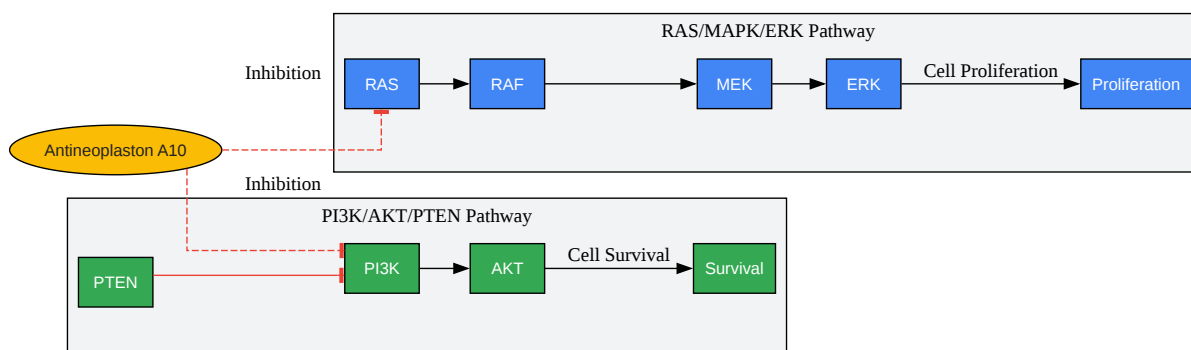 RAS/MAPK/ERK Pathway
Inhibition
RAS
RAF
MEK
ERK
Cell Proliferation
Proliferation
Antineoplaston A10
Inhibition
PI3K/AKT/PTEN Pathway
PTEN
PI3K
AKT
Cell Survival
Survival